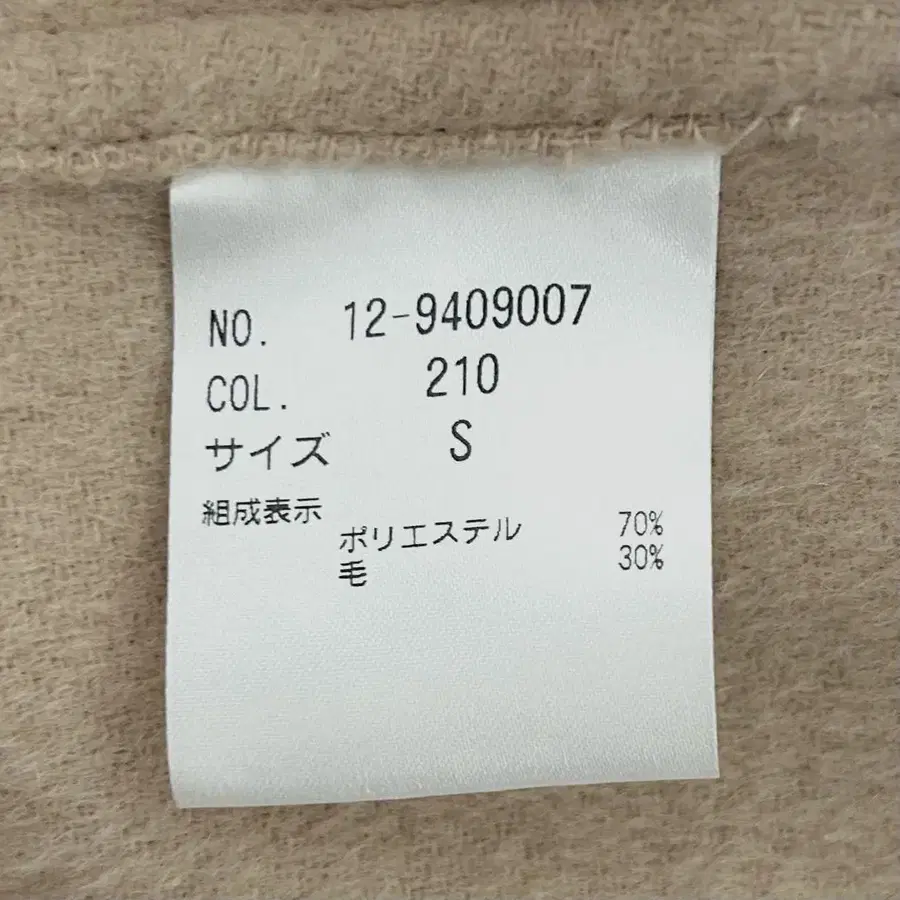 NO. 12-9409007
COL. 210
サイズ S
組成表示
ポリエステル 70%
毛 30%